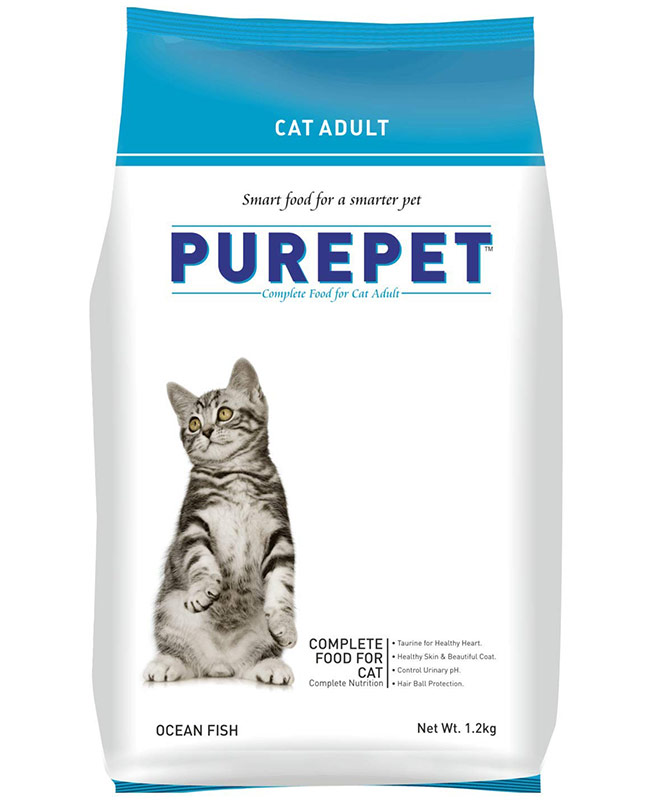 CAT ADULT
Smart food for a smarter pet
PUREPET™
Complete Food for Cat Adult
COMPLETE
FOOD FOR
CAT
Complete Nutrition
• Taurine for Healthy Heart.
• Healthy Skin & Beautiful Coat.
• Control Urinary pH.
• Hair Ball Protection.
OCEAN FISH
Net Wt. 1.2kg